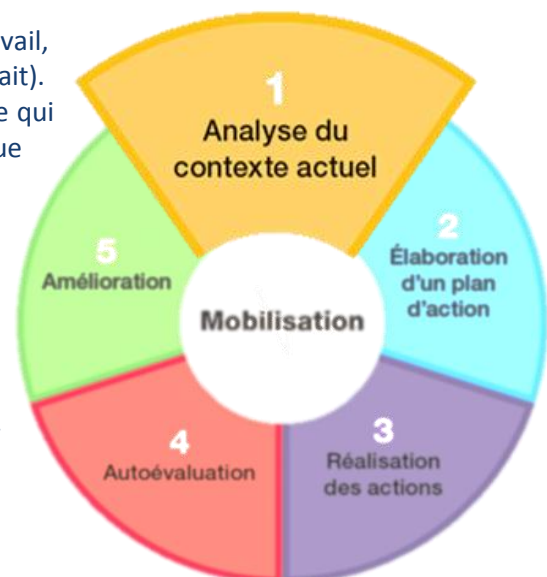 vail,
ait).
e qui
ue
1
Analyse du
contexte actuel
2
Élaboration
d'un plan
d'action
3
Réalisation
des actions
4
Autoévaluation
5
Amélioration
Mobilisation